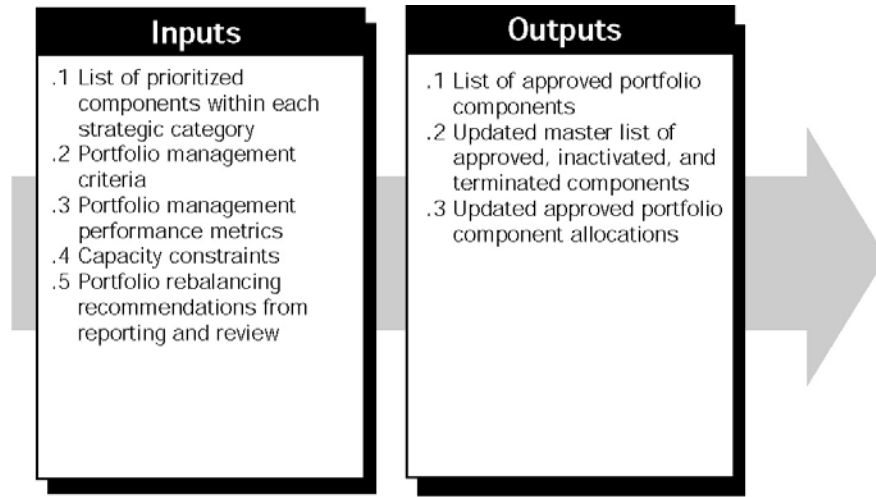 Inputs
.1 List of prioritized
components within each
strategic category
.2 Portfolio management
criteria
.3 Portfolio management
performance metrics
.4 Capacity constraints
.5 Portfolio rebalancing
recommendations from
reporting and review
Outputs
.1 List of approved portfolio
components
.2 Updated master list of
approved, inactivated, and
terminated components
.3 Updated approved portfolio
component allocations